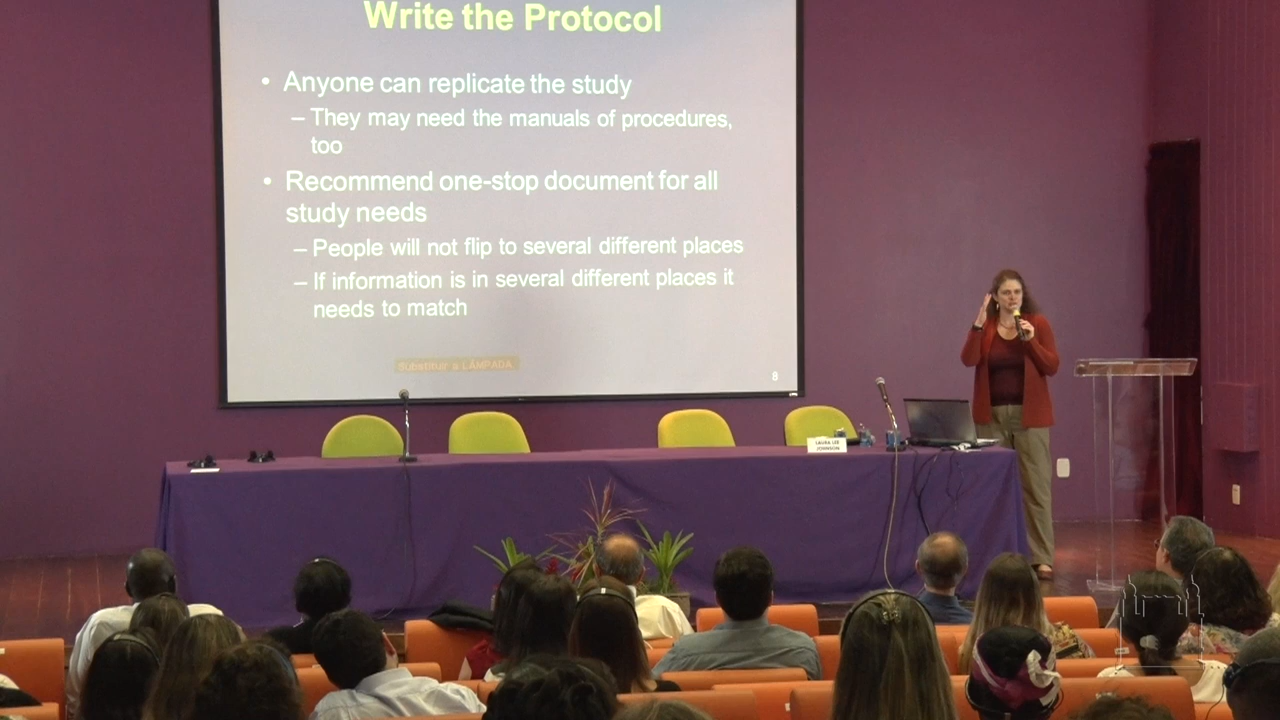 Write the Protocol
• Anyone can replicate the study
– They may need the manuals of procedures,
too
• Recommend one-stop document for all
study needs
– People will not flip to several different places
– If information is in several different places it
needs to match
Substituir a LÂMPADA
8
LAURA LEE
JOHNSON